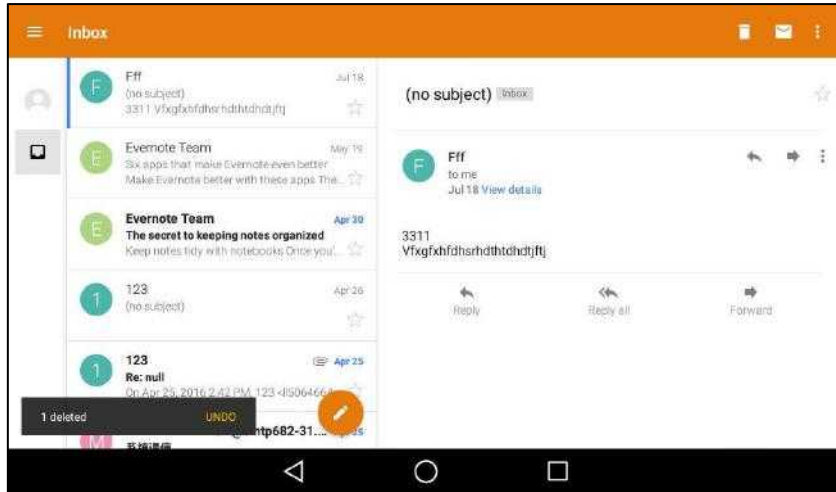 Inbox
Fff
Jul 18
(no subject)
3311 Vfxgfxhfdhsrhdthtdhdtjftj
Evernote Team
May 19
Six apps that make Evernote even better
Make Evernote better with these apps The...
Evernote Team
Apr 30
The secret to keeping notes organized
Keep notes tidy with notebooks Once you'...
123
Apr 26
(no subject)
123
Apr 25
Re: null
On Apr 25, 2016 2:42 PM, 123
1 deleted
UNDO
M
(no subject) Inbox
F
Fff
to me
Jul 18 View details
3311
Vfxgfxhfdhsrhdthtdhdtjftj
Reply
Reply all
Forward